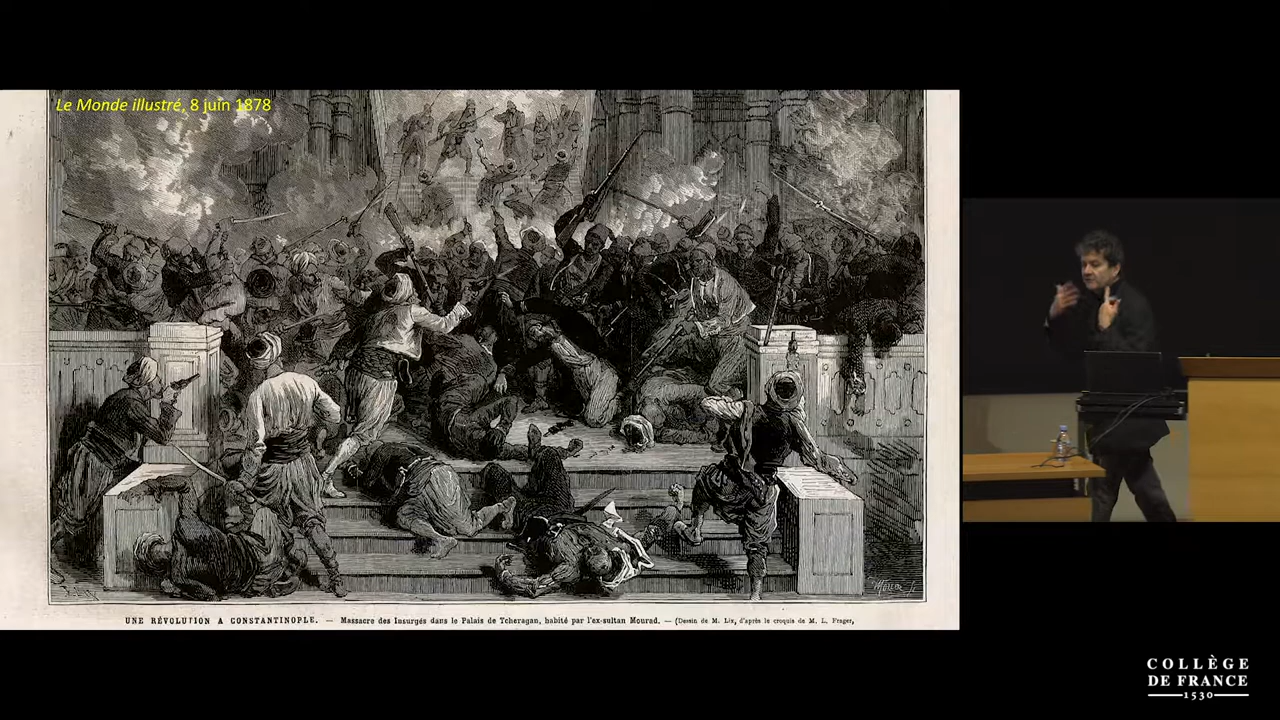 Le Monde illustré, 8 juin 1878
UNE RÉVOLUTION A CONSTANTINOPLE. — Massacre des Insurgés dans le Palais de Tcheragan, habité par l'ex-sultan Mourad. — (Dessin de M. Lix, d'après le croquis de M. L. Frager,
COLLÈGE
DE FRANCE
1530